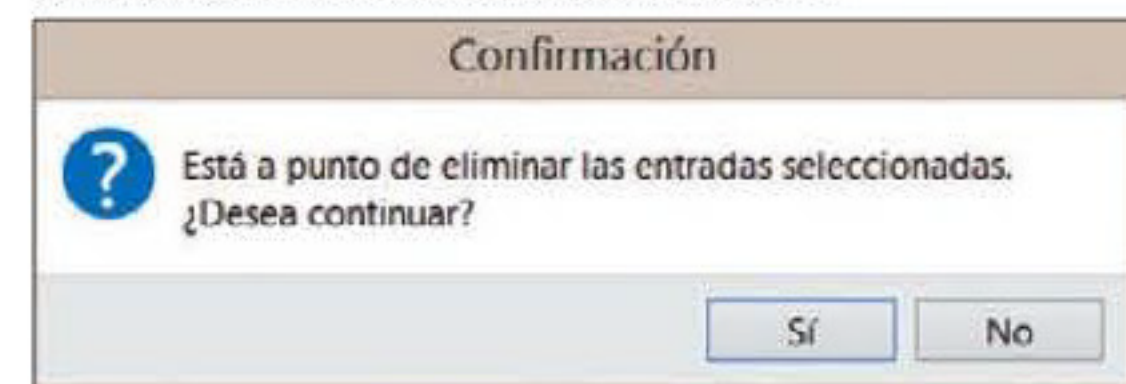 Confirmación
Está a punto de eliminar las entradas seleccionadas.
¿Desea continuar?
Sí
No